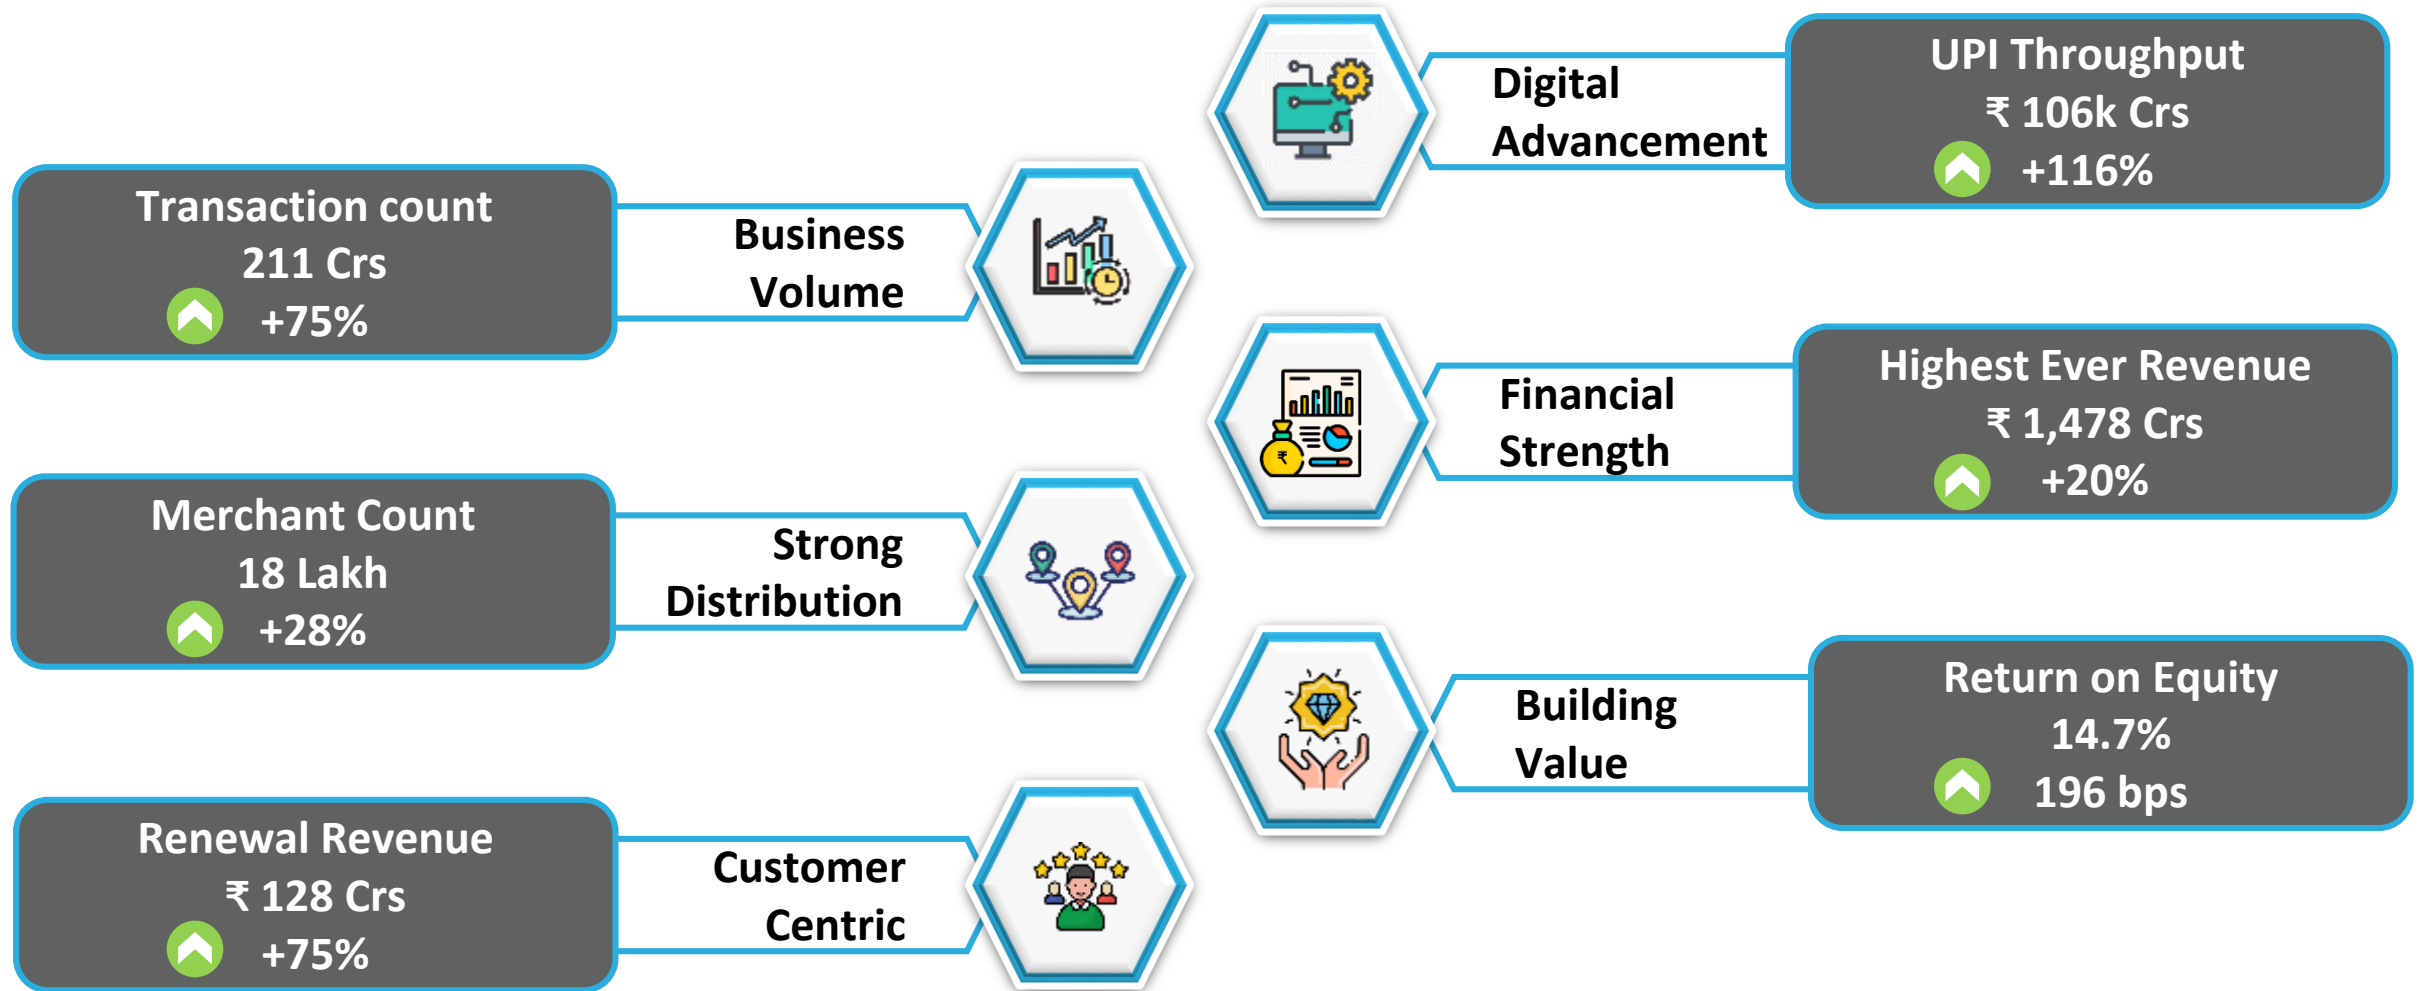 Transaction count
211 Crs
+75%
Business
Volume
Merchant Count
18 Lakh
+28%
Strong
Distribution
Renewal Revenue
₹ 128 Crs
+75%
Customer
Centric
Digital
Advancement
UPI Throughput
₹ 106k Crs
+116%
Financial
Strength
Highest Ever Revenue
₹ 1,478 Crs
+20%
Building
Value
Return on Equity
14.7%
196 bps
₹